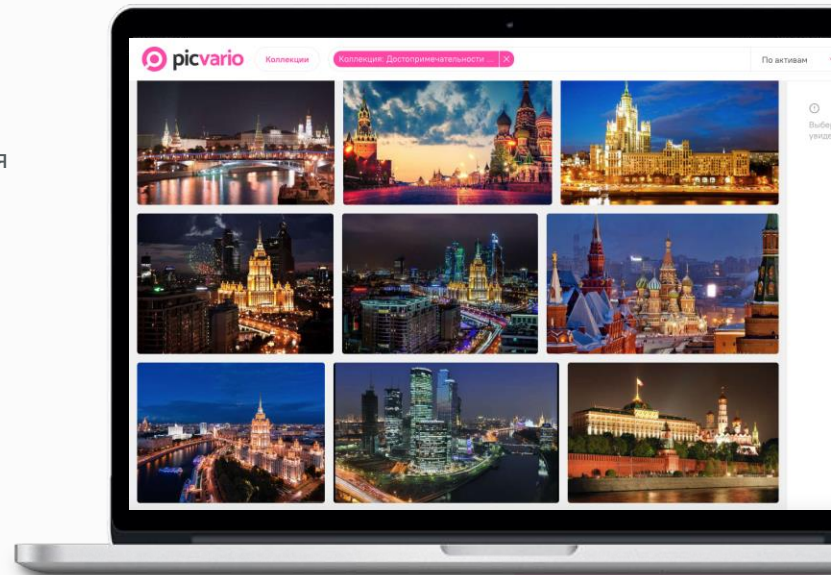 я
picvario
Коллекции
Коллекция: Достопримечательности ...
По активам